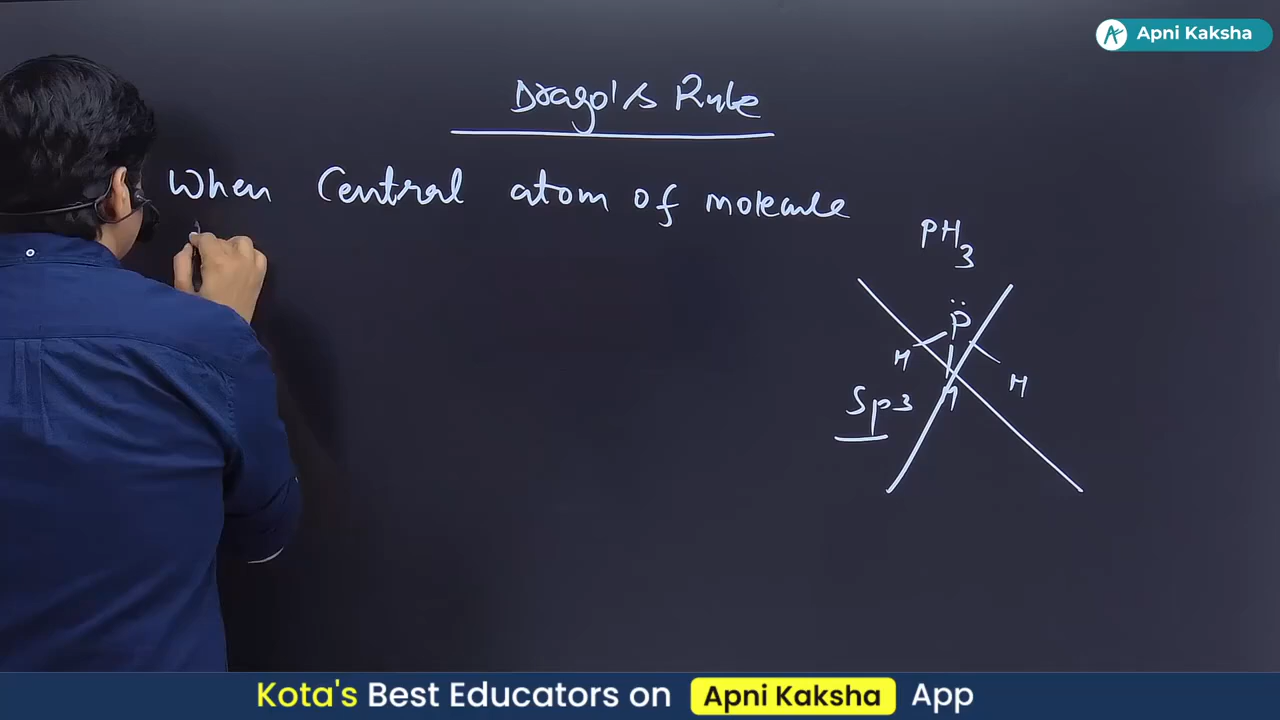 Apni Kaksha
Drago's Rule
When Central atom of molecule
PH3
P
H H H
Sp3
Kota's Best Educators on Apni Kaksha App